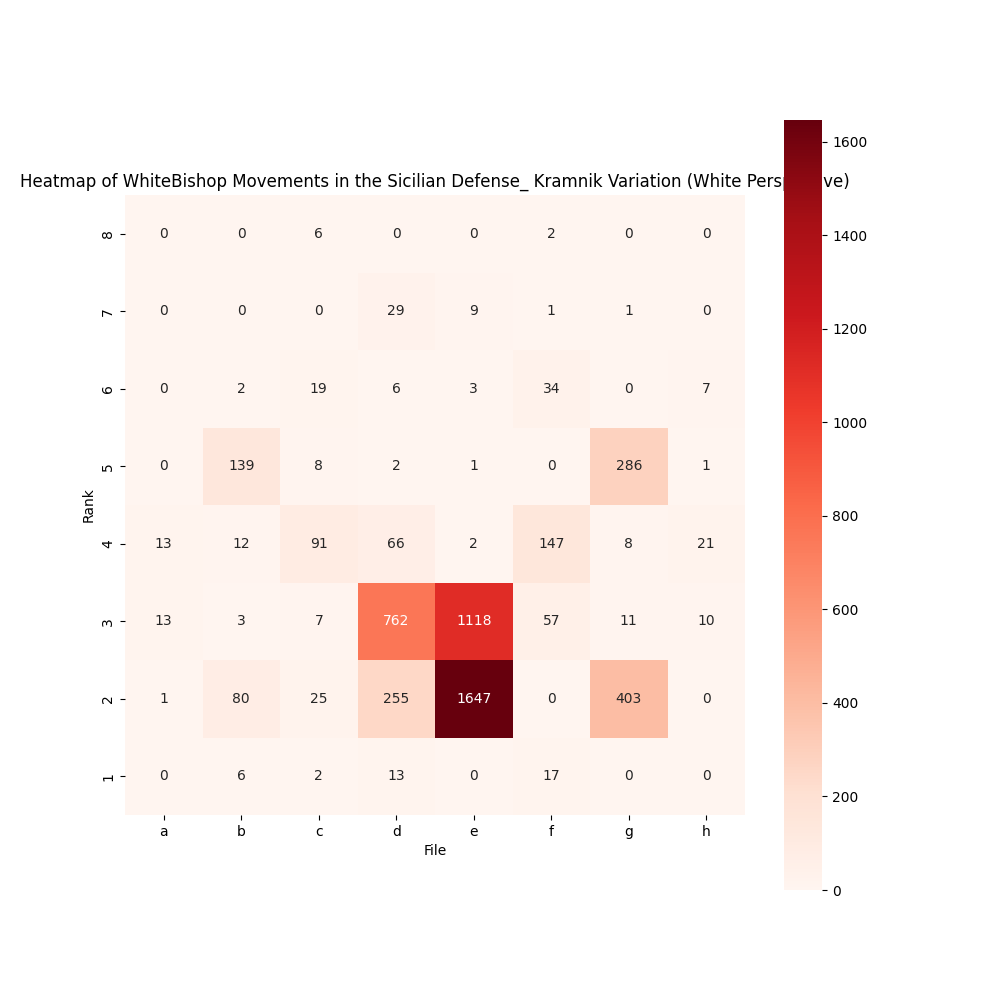 Heatmap of WhiteBishop Movements in the Sicilian Defense_ Kramnik Variation (White Perspective)
1600
1400
1200
1000
800
600
400
200
0
Rank
8 0 0 6 0 0 2 0 0
7 0 0 0 29 9 1 1 0
6 0 2 19 6 3 34 0 7
5 0 139 8 2 1 0 286 1
4 13 12 91 66 2 147 8 21
3 13 3 7 762 1118 57 11 10
2 1 80 25 255 1647 0 403 0
1 0 6 2 13 0 17 0 0
a b c d e f g h
File